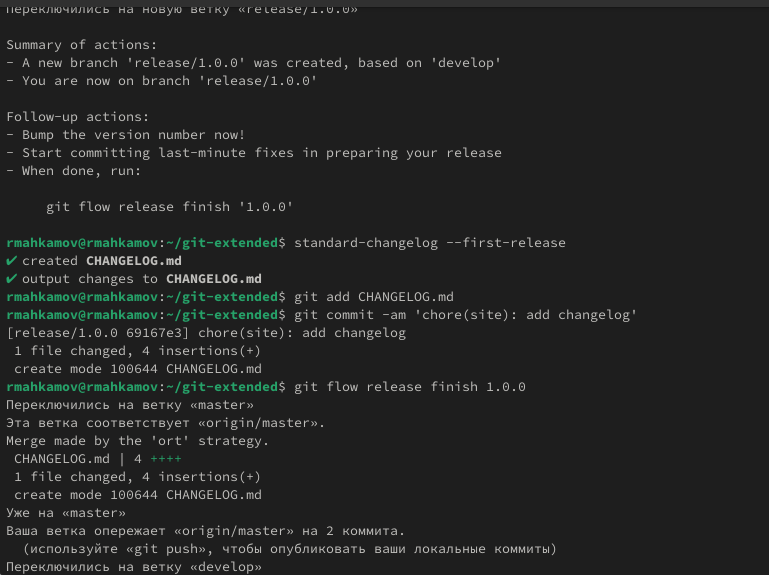 Переключились на новую ветку «release/1.0.0»
Summary of actions:
- A new branch 'release/1.0.0' was created, based on 'develop'
- You are now on branch 'release/1.0.0'
Follow-up actions:
- Bump the version number now!
- Start committing last-minute fixes in preparing your release
- When done, run:
git flow release finish '1.0.0'
rmahkamov@rmahkamov:~/git-extended$ standard-changelog --first-release
✔ created CHANGELOG.md
✔ output changes to CHANGELOG.md
rmahkamov@rmahkamov:~/git-extended$ git add CHANGELOG.md
rmahkamov@rmahkamov:~/git-extended$ git commit -am 'chore(site): add changelog'
[release/1.0.0 69167e3] chore(site): add changelog
1 file changed, 4 insertions(+)
create mode 100644 CHANGELOG.md
rmahkamov@rmahkamov:~/git-extended$ git flow release finish 1.0.0
Переключились на ветку «master»
Эта ветка соответствует «origin/master».
Merge made by the 'ort' strategy.
CHANGELOG.md | 4 ++++
1 file changed, 4 insertions(+)
create mode 100644 CHANGELOG.md
Уже на «master»
Ваша ветка опережает «origin/master» на 2 коммита.
(используйте «git push», чтобы опубликовать ваши локальные коммиты)
Переключились на ветку «develop»